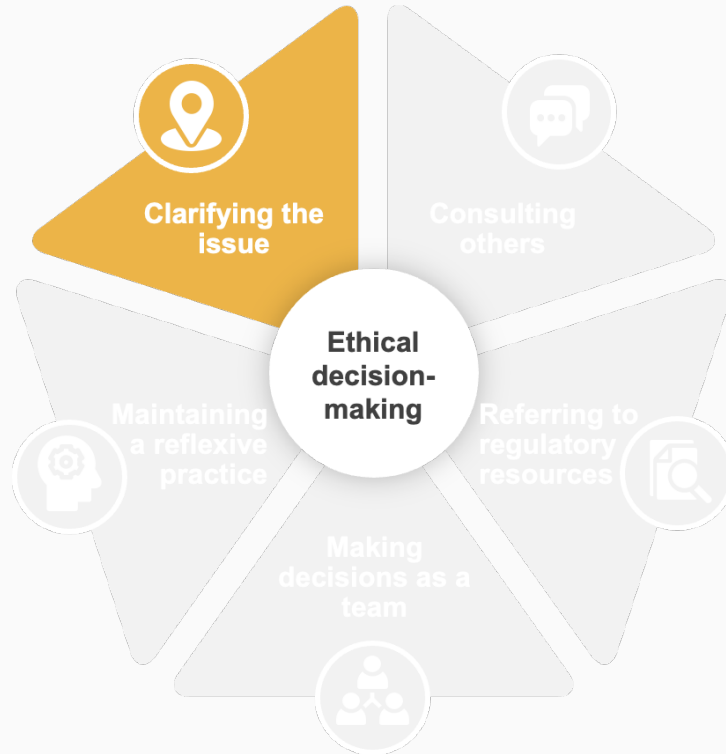 Clarifying the
issue
Consulting
others
Ethical
decision-
making
Maintaining
a reflexive
practice
Referring to
regulatory
resources
Making
decisions as a
team